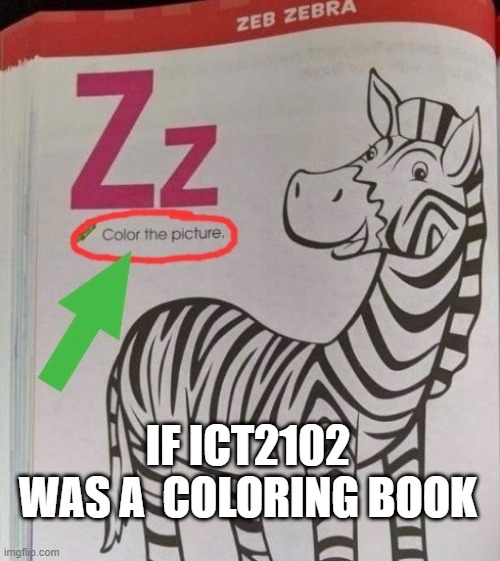 ZEB ZEBRA
Zz
Color the picture.
IF ICT2102
WAS A COLORING BOOK
imgflip.com